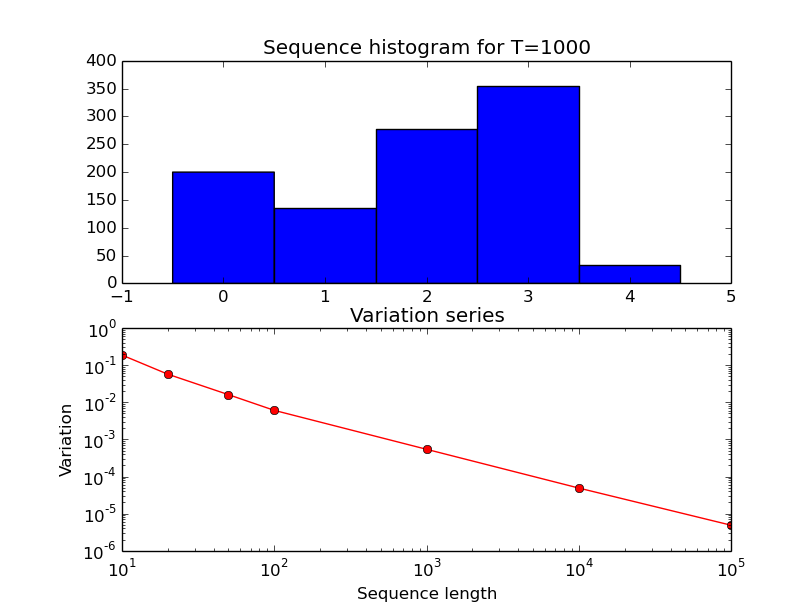 Sequence histogram for T=1000
400
350
300
250
200
150
100
50
0
−1 0 1 2 3 4 5
Variation series
10^0
10^-1
10^-2
10^-3
10^-4
10^-5
10^-6
Variation
10^1 10^2 10^3 10^4 10^5
Sequence length